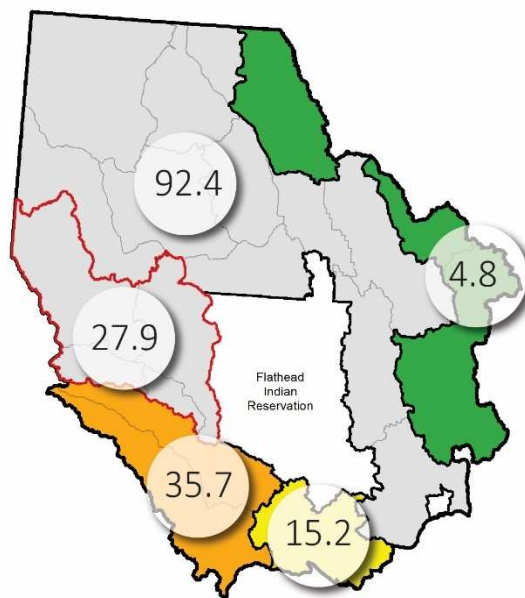 92.4
4.8
27.9
Flathead
Indian
Reservation
35.7
15.2